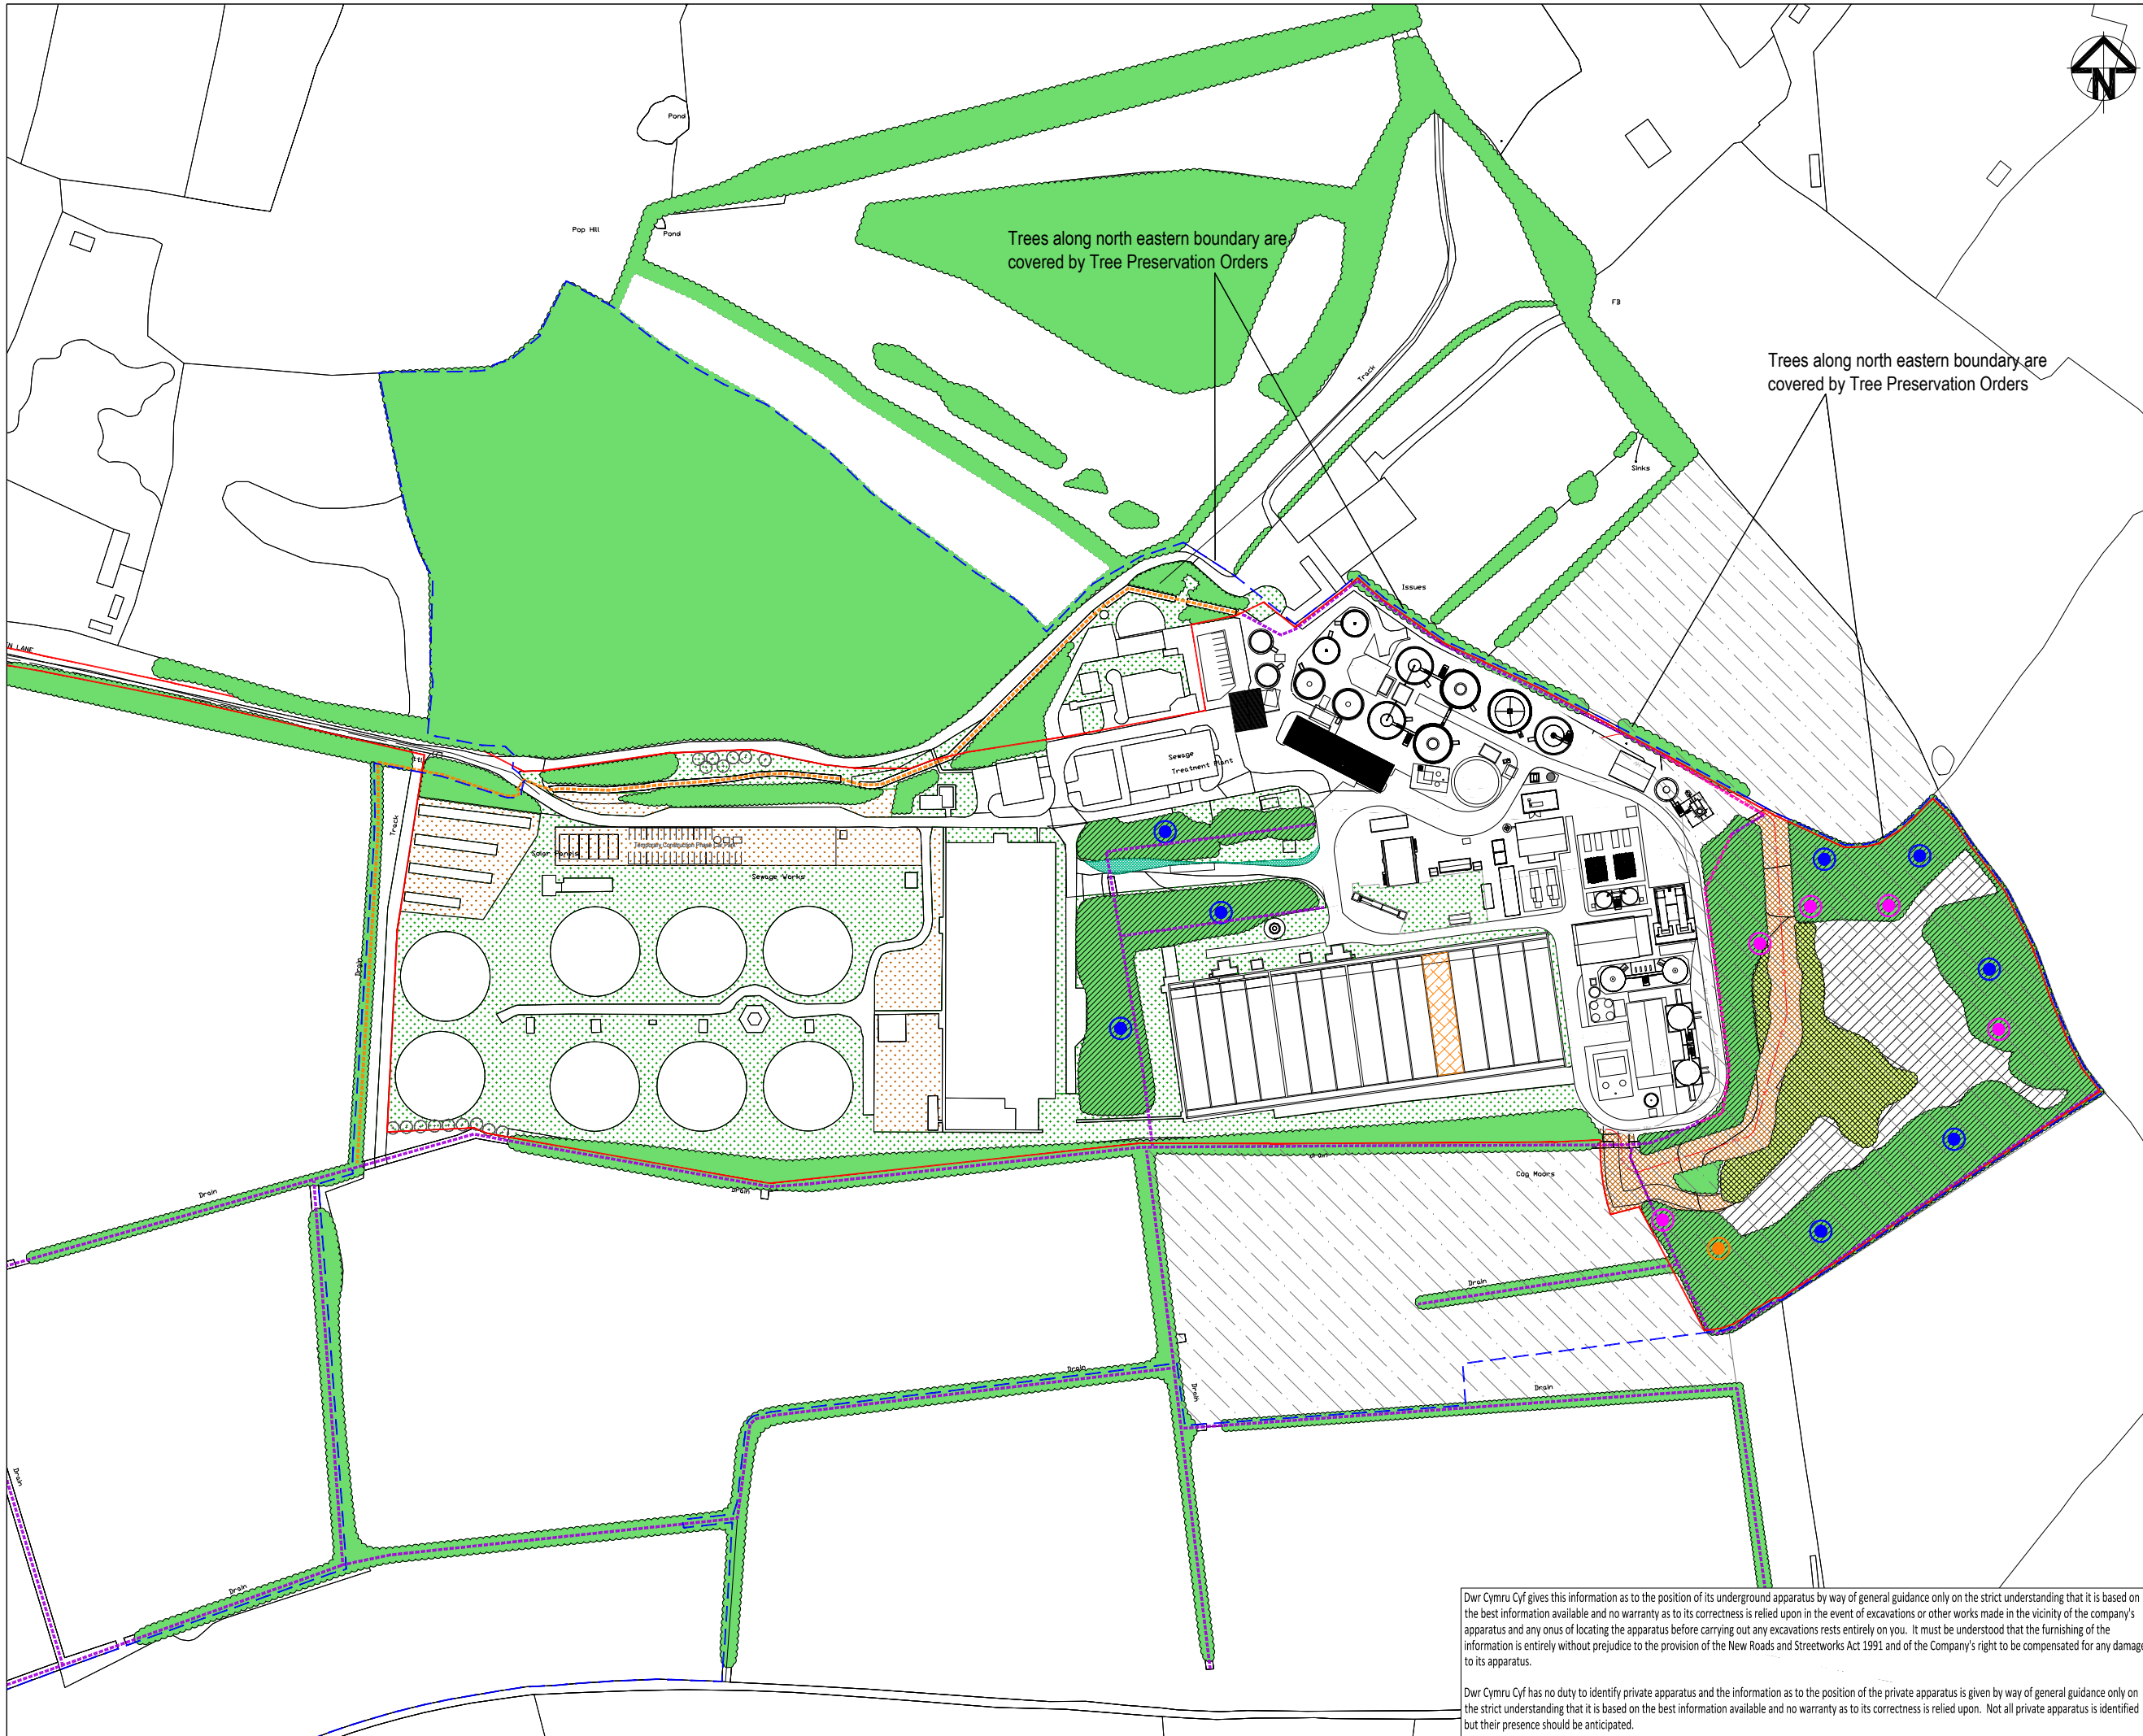 N
Pond
Pop Hill
Pond
Trees along north eastern boundary are
covered by Tree Preservation Orders
FB
Trees along north eastern boundary are
covered by Tree Preservation Orders
Track
Sinks
Issues
N LANE
Sewage
Treatment Plant
Track
Temporary Construction Phase Car Park
Solar Panels
Sewage Works
Drain
Drain
Cog Moors
Drain
Drain
Drain
Drain
Drain
Drain
Drain
Drain
Dwr Cymru Cyf gives this information as to the position of its underground apparatus by way of general guidance only on the strict understanding that it is based on
the best information available and no warranty as to its correctness is relied upon in the event of excavations or other works made in the vicinity of the company's
apparatus and any onus of locating the apparatus before carrying out any excavations rests entirely on you. It must be understood that the furnishing of the
information is entirely without prejudice to the provision of the New Roads and Streetworks Act 1991 and of the Company's right to be compensated for any damage
to its apparatus.
Dwr Cymru Cyf has no duty to identify private apparatus and the information as to the position of the private apparatus is given by way of general guidance only on
the strict understanding that it is based on the best information available and no warranty as to its correctness is relied upon. Not all private apparatus is identified
but their presence should be anticipated.